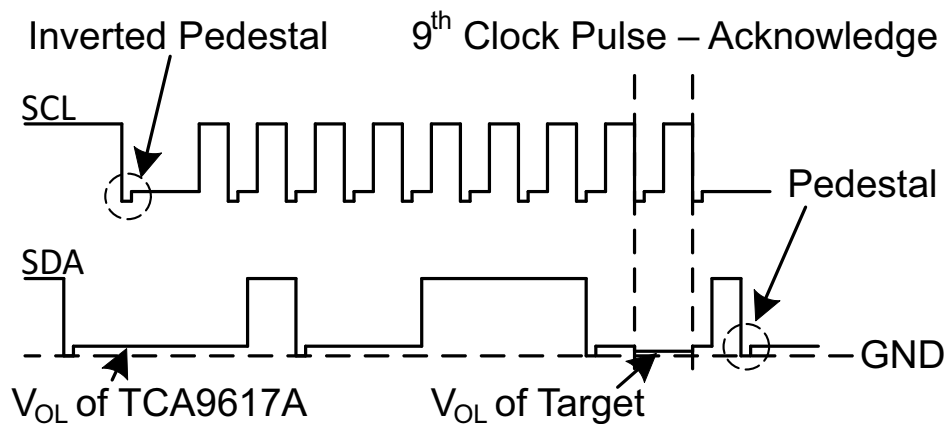 Inverted Pedestal
9th Clock Pulse – Acknowledge
SCL
Pedestal
SDA
GND
VOL of TCA9617A
VOL of Target